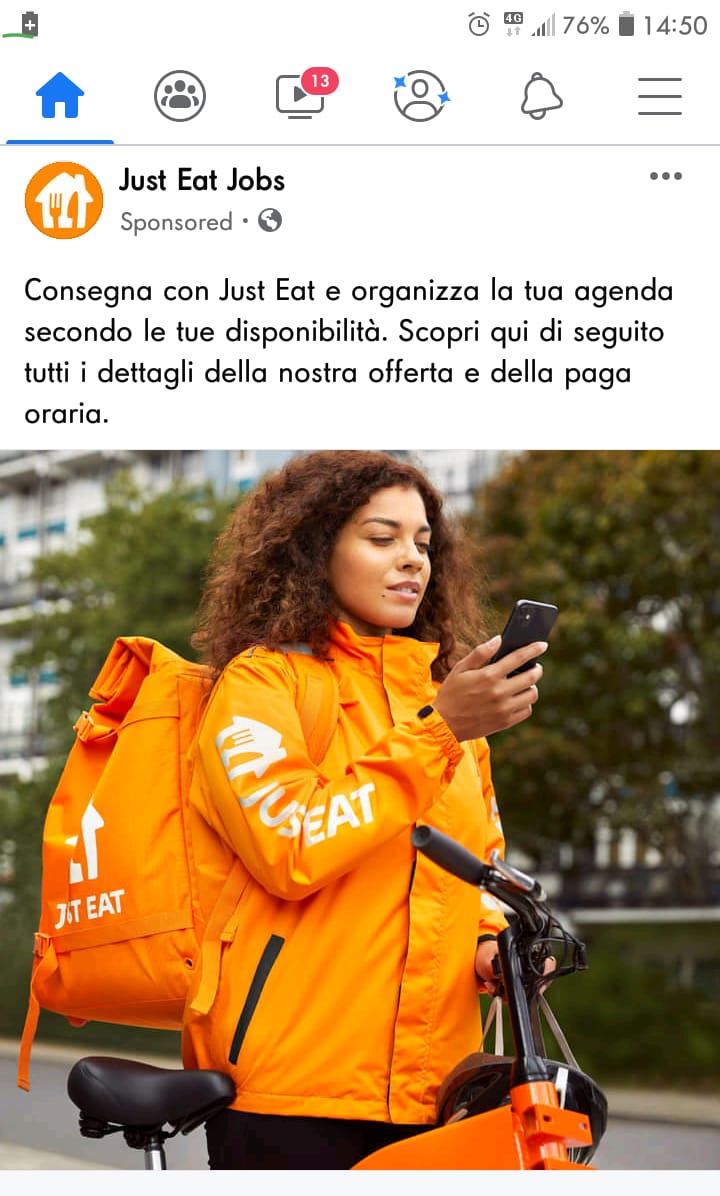 4G
76%
14:50
13
Just Eat Jobs
Sponsored •
Consegna con Just Eat e organizza la tua agenda
secondo le tue disponibilità. Scopri qui di seguito
tutti i dettagli della nostra offerta e della paga
oraria.
JUST EAT
JUST EAT